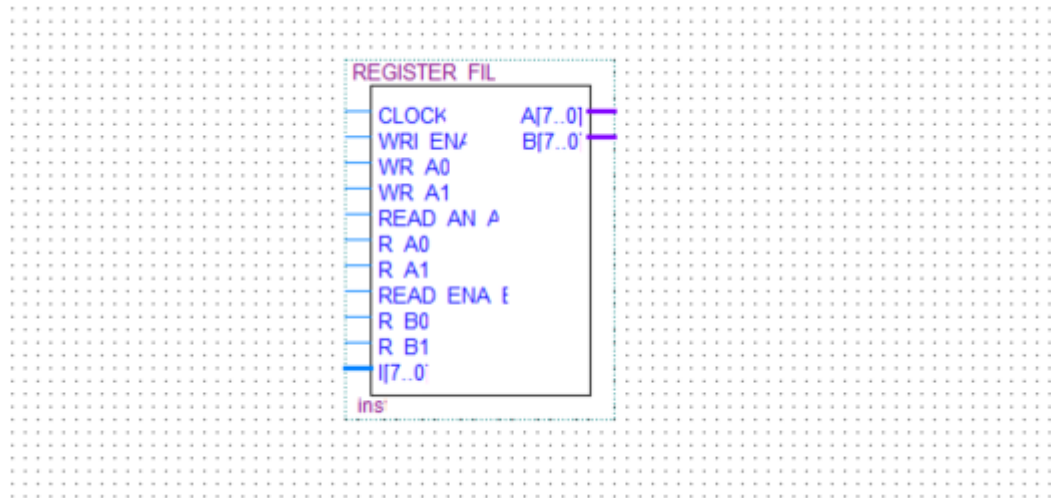 REGISTER FIL
CLOCK A[7..0]
WRI ENA B[7..0]
WR A0
WR A1
READ AN A
R A0
R A1
READ ENA B
R B0
R B1
I[7..0]
ins